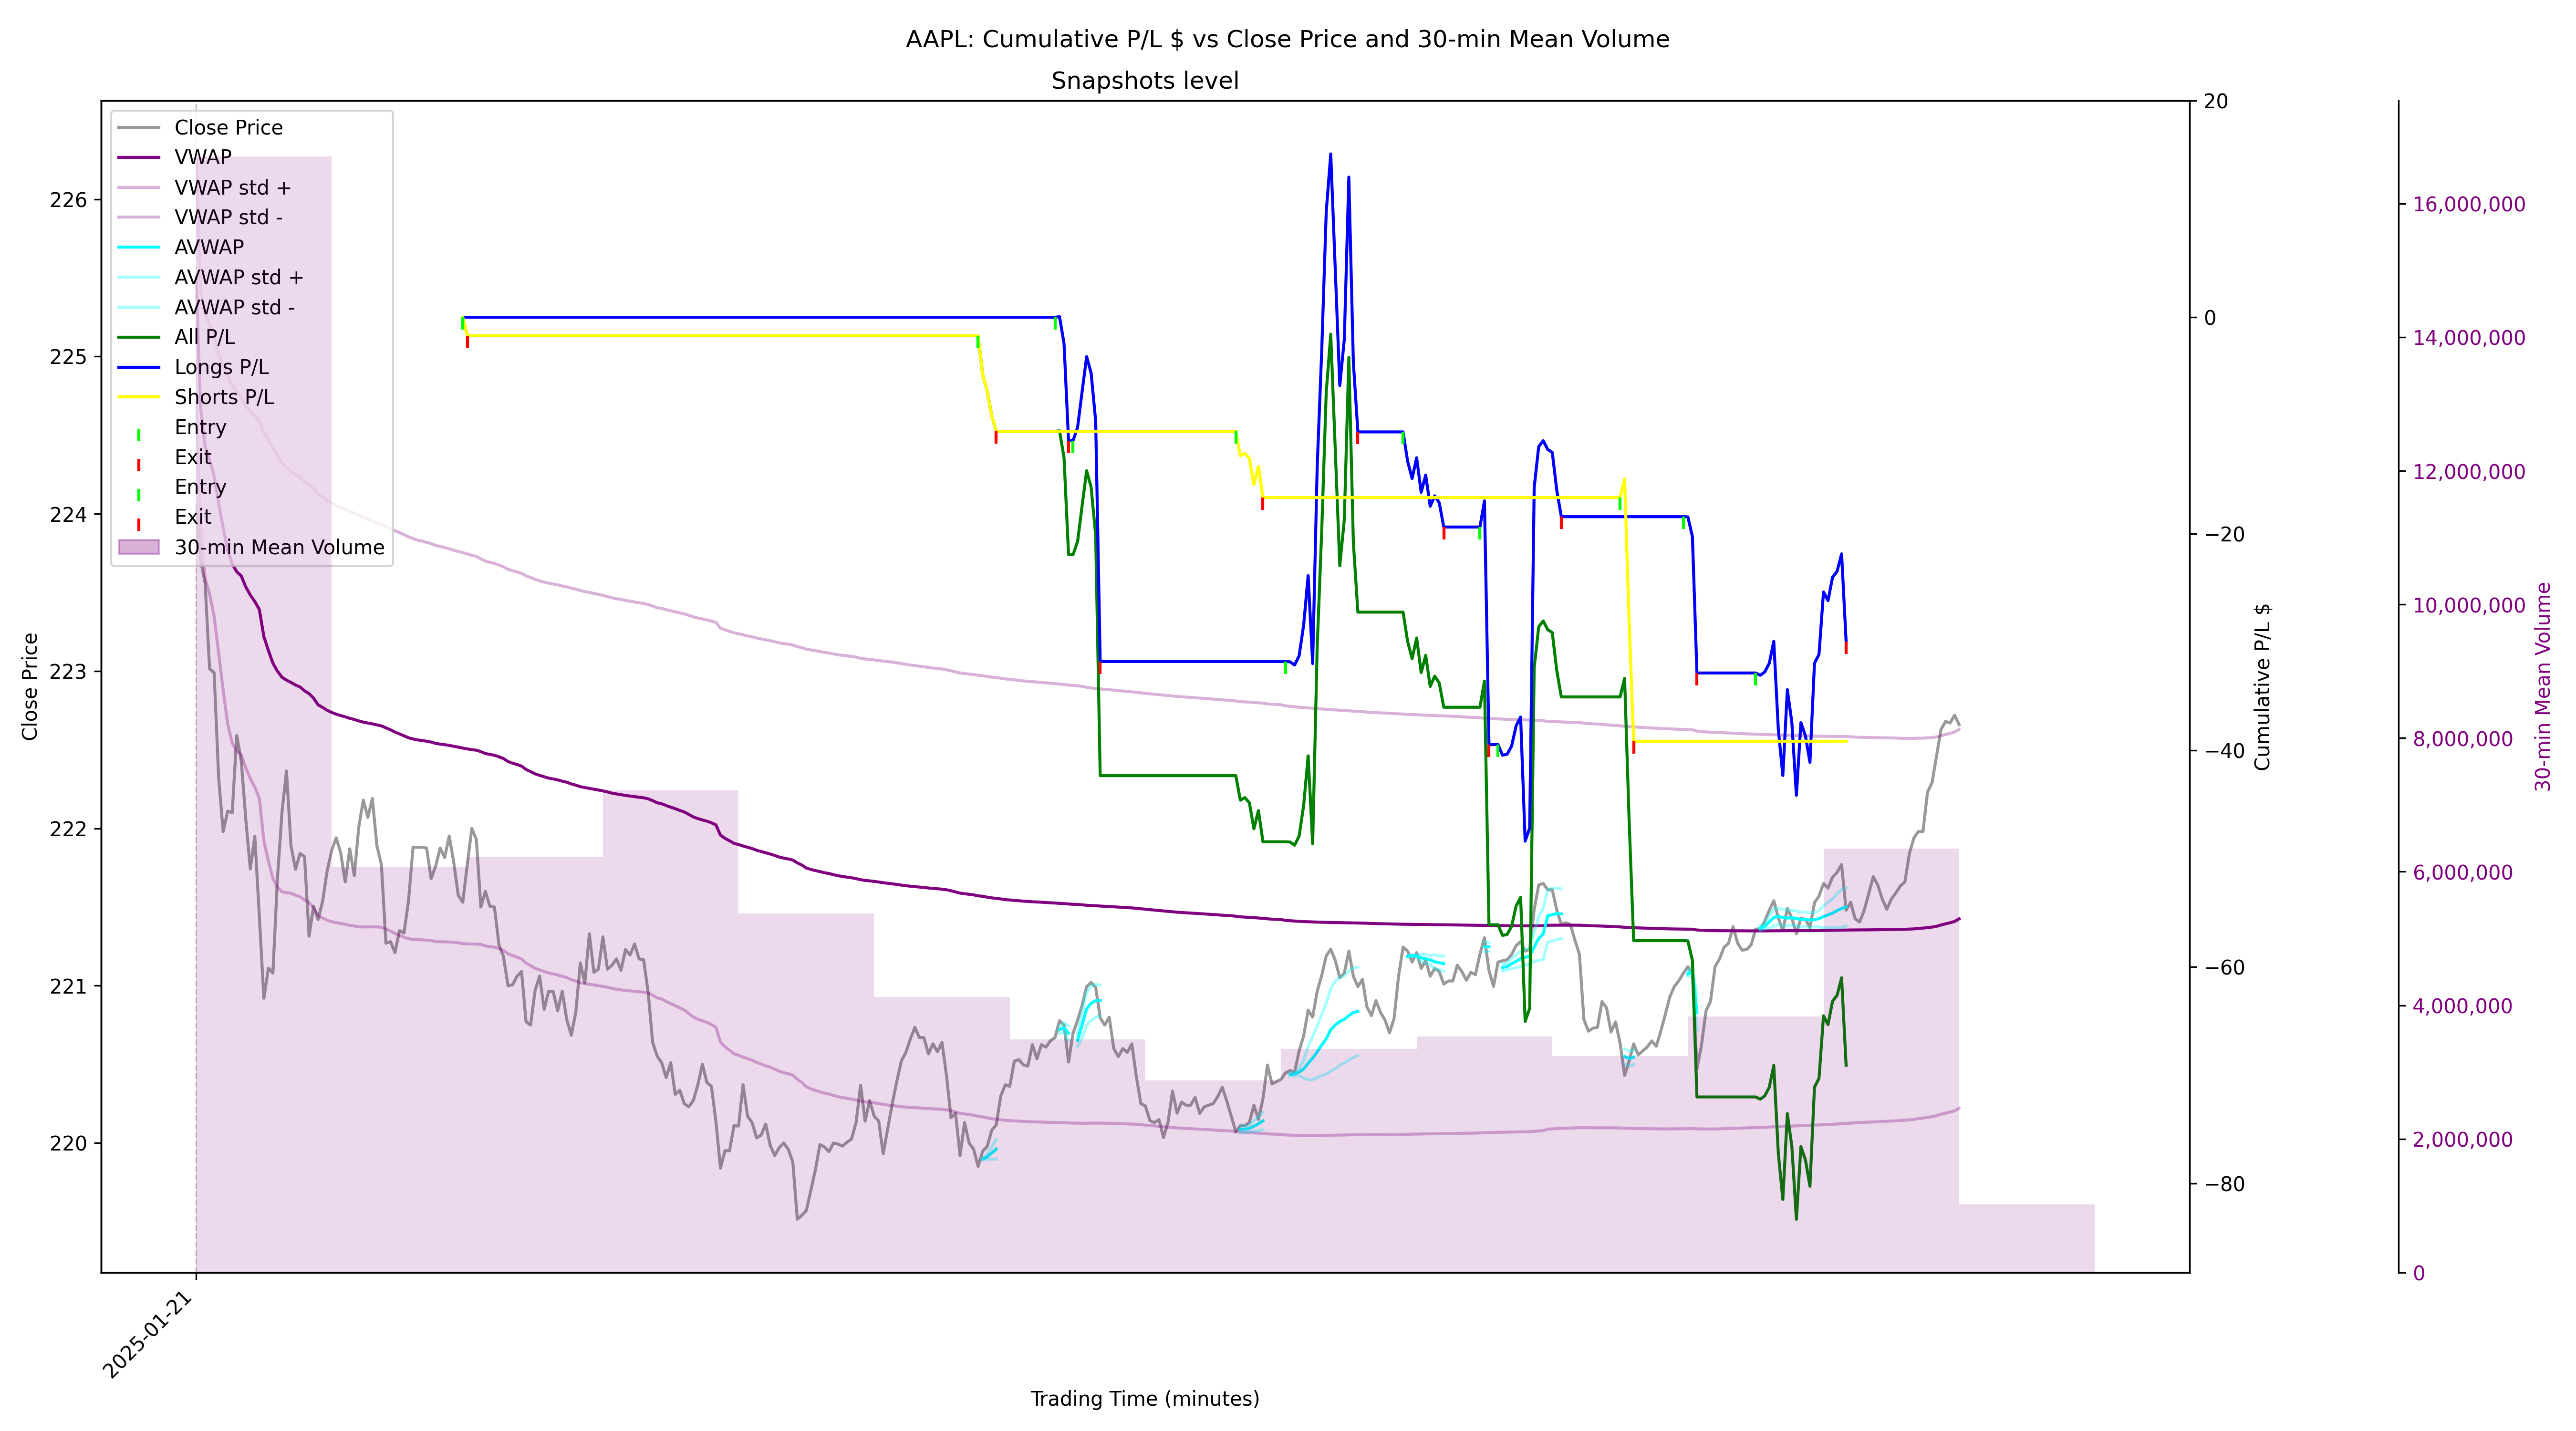 AAPL: Cumulative P/L $ vs Close Price and 30-min Mean Volume
Snapshots level
Close Price
VWAP
VWAP std +
VWAP std -
AVWAP
AVWAP std +
AVWAP std -
All P/L
Longs P/L
Shorts P/L
Entry
Exit
Entry
Exit
30-min Mean Volume
226
225
224
223
222
221
220
Close Price
20
0
−20
−40
−60
−80
Cumulative P/L $
16,000,000
14,000,000
12,000,000
10,000,000
8,000,000
6,000,000
4,000,000
2,000,000
0
30-min Mean Volume
2025-01-21
Trading Time (minutes)